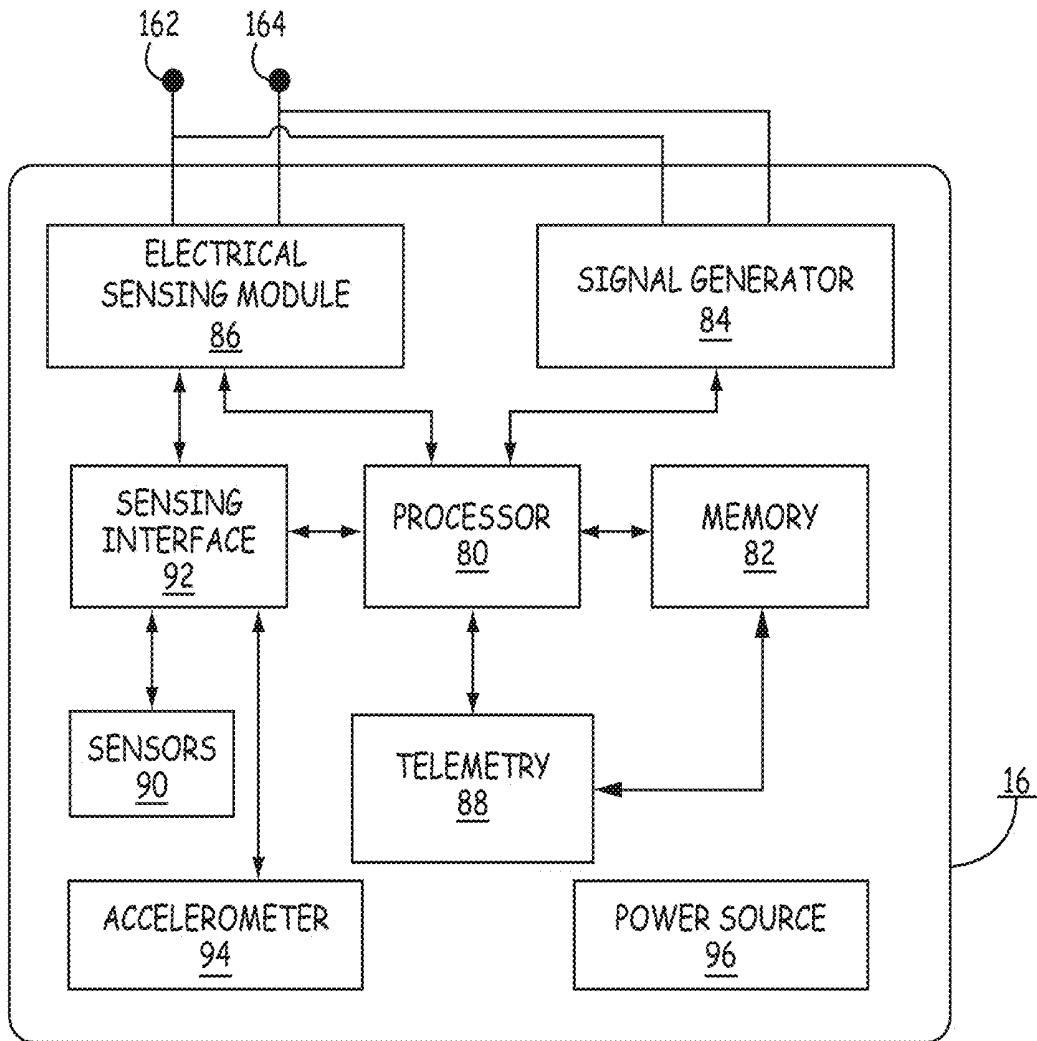 162
164
ELECTRICAL
SENSING MODULE
86
SIGNAL GENERATOR
84
SENSING
INTERFACE
92
PROCESSOR
80
MEMORY
82
SENSORS
90
TELEMETRY
88
16
ACCELEROMETER
94
POWER SOURCE
96